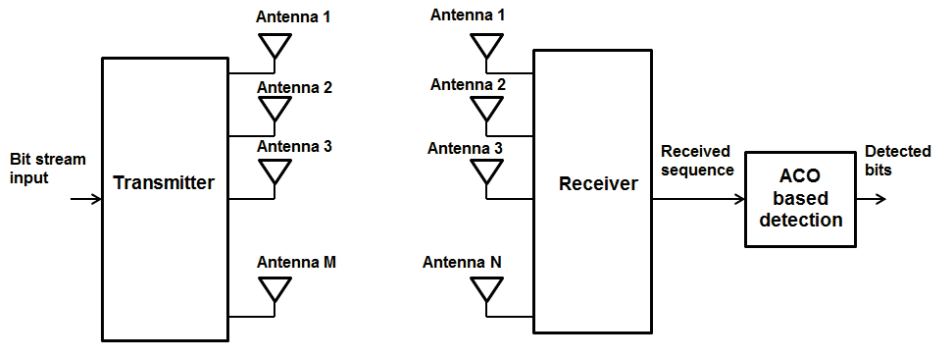 Antenna 1
Antenna 2
Antenna 3
Antenna M
Bit stream
input
Transmitter
Antenna 1
Antenna 2
Antenna 3
Antenna N
Receiver
Received
sequence
ACO
based
detection
Detected
bits